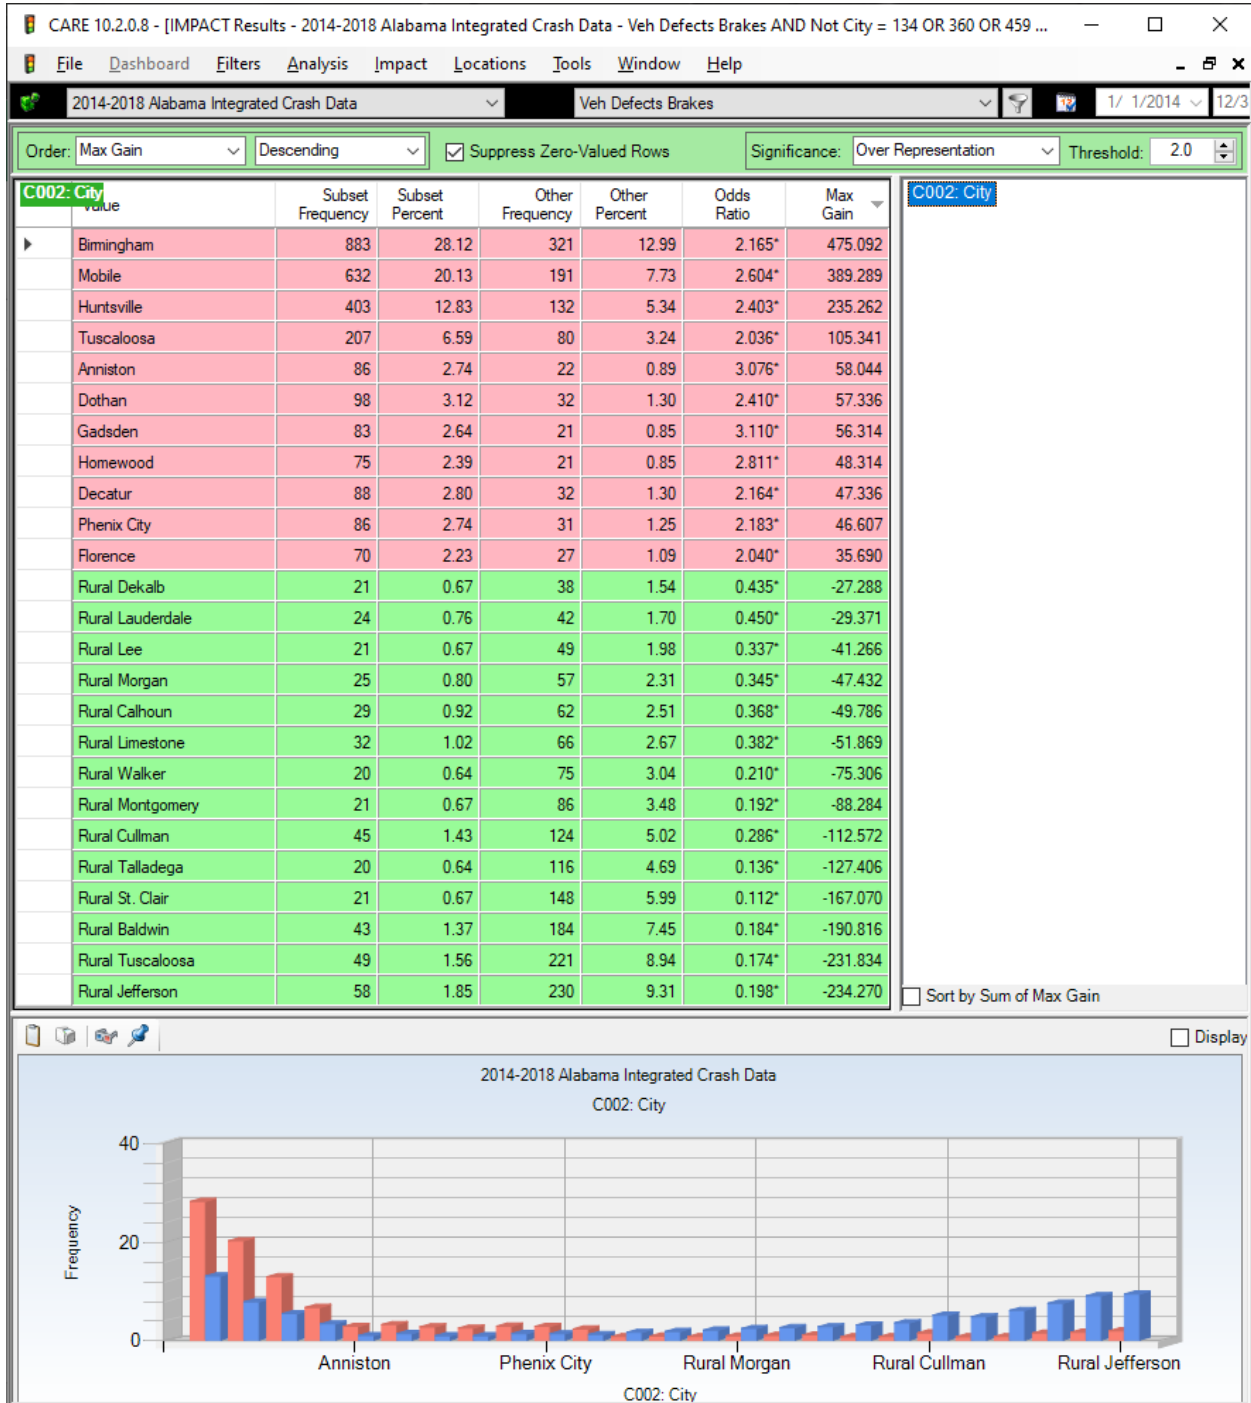 CARE 10.2.0.8 - [IMPACT Results - 2014-2018 Alabama Integrated Crash Data - Veh Defects Brakes AND Not City = 134 OR 360 OR 459 ...
File Dashboard Filters Analysis Impact Locations Tools Window Help
2014-2018 Alabama Integrated Crash Data Veh Defects Brakes 1/ 1/2014 12/3
Order: Max Gain Descending Suppress Zero-Valued Rows Significance: Over Representation Threshold: 2.0
C002: City Value Subset Frequency Subset Percent Other Frequency Other Percent Odds Ratio Max Gain C002: City
Birmingham 883 28.12 321 12.99 2.165* 475.092
Mobile 632 20.13 191 7.73 2.604* 389.289
Huntsville 403 12.83 132 5.34 2.403* 235.262
Tuscaloosa 207 6.59 80 3.24 2.036* 105.341
Anniston 86 2.74 22 0.89 3.076* 58.044
Dothan 98 3.12 32 1.30 2.410* 57.336
Gadsden 83 2.64 21 0.85 3.110* 56.314
Homewood 75 2.39 21 0.85 2.811* 48.314
Decatur 88 2.80 32 1.30 2.164* 47.336
Phenix City 86 2.74 31 1.25 2.183* 46.607
Florence 70 2.23 27 1.09 2.040* 35.690
Rural Dekalb 21 0.67 38 1.54 0.435* -27.288
Rural Lauderdale 24 0.76 42 1.70 0.450* -29.371
Rural Lee 21 0.67 49 1.98 0.337* -41.266
Rural Morgan 25 0.80 57 2.31 0.345* -47.432
Rural Calhoun 29 0.92 62 2.51 0.368* -49.786
Rural Limestone 32 1.02 66 2.67 0.382* -51.869
Rural Walker 20 0.64 75 3.04 0.210* -75.306
Rural Montgomery 21 0.67 86 3.48 0.192* -88.284
Rural Cullman 45 1.43 124 5.02 0.286* -112.572
Rural Talladega 20 0.64 116 4.69 0.136* -127.406
Rural St. Clair 21 0.67 148 5.99 0.112* -167.070
Rural Baldwin 43 1.37 184 7.45 0.184* -190.816
Rural Tuscaloosa 49 1.56 221 8.94 0.174* -231.834
Rural Jefferson 58 1.85 230 9.31 0.198* -234.270
Sort by Sum of Max Gain
Display
2014-2018 Alabama Integrated Crash Data
C002: City
40
20
0
Frequency
Anniston Phenix City Rural Morgan Rural Cullman Rural Jefferson
C002: City